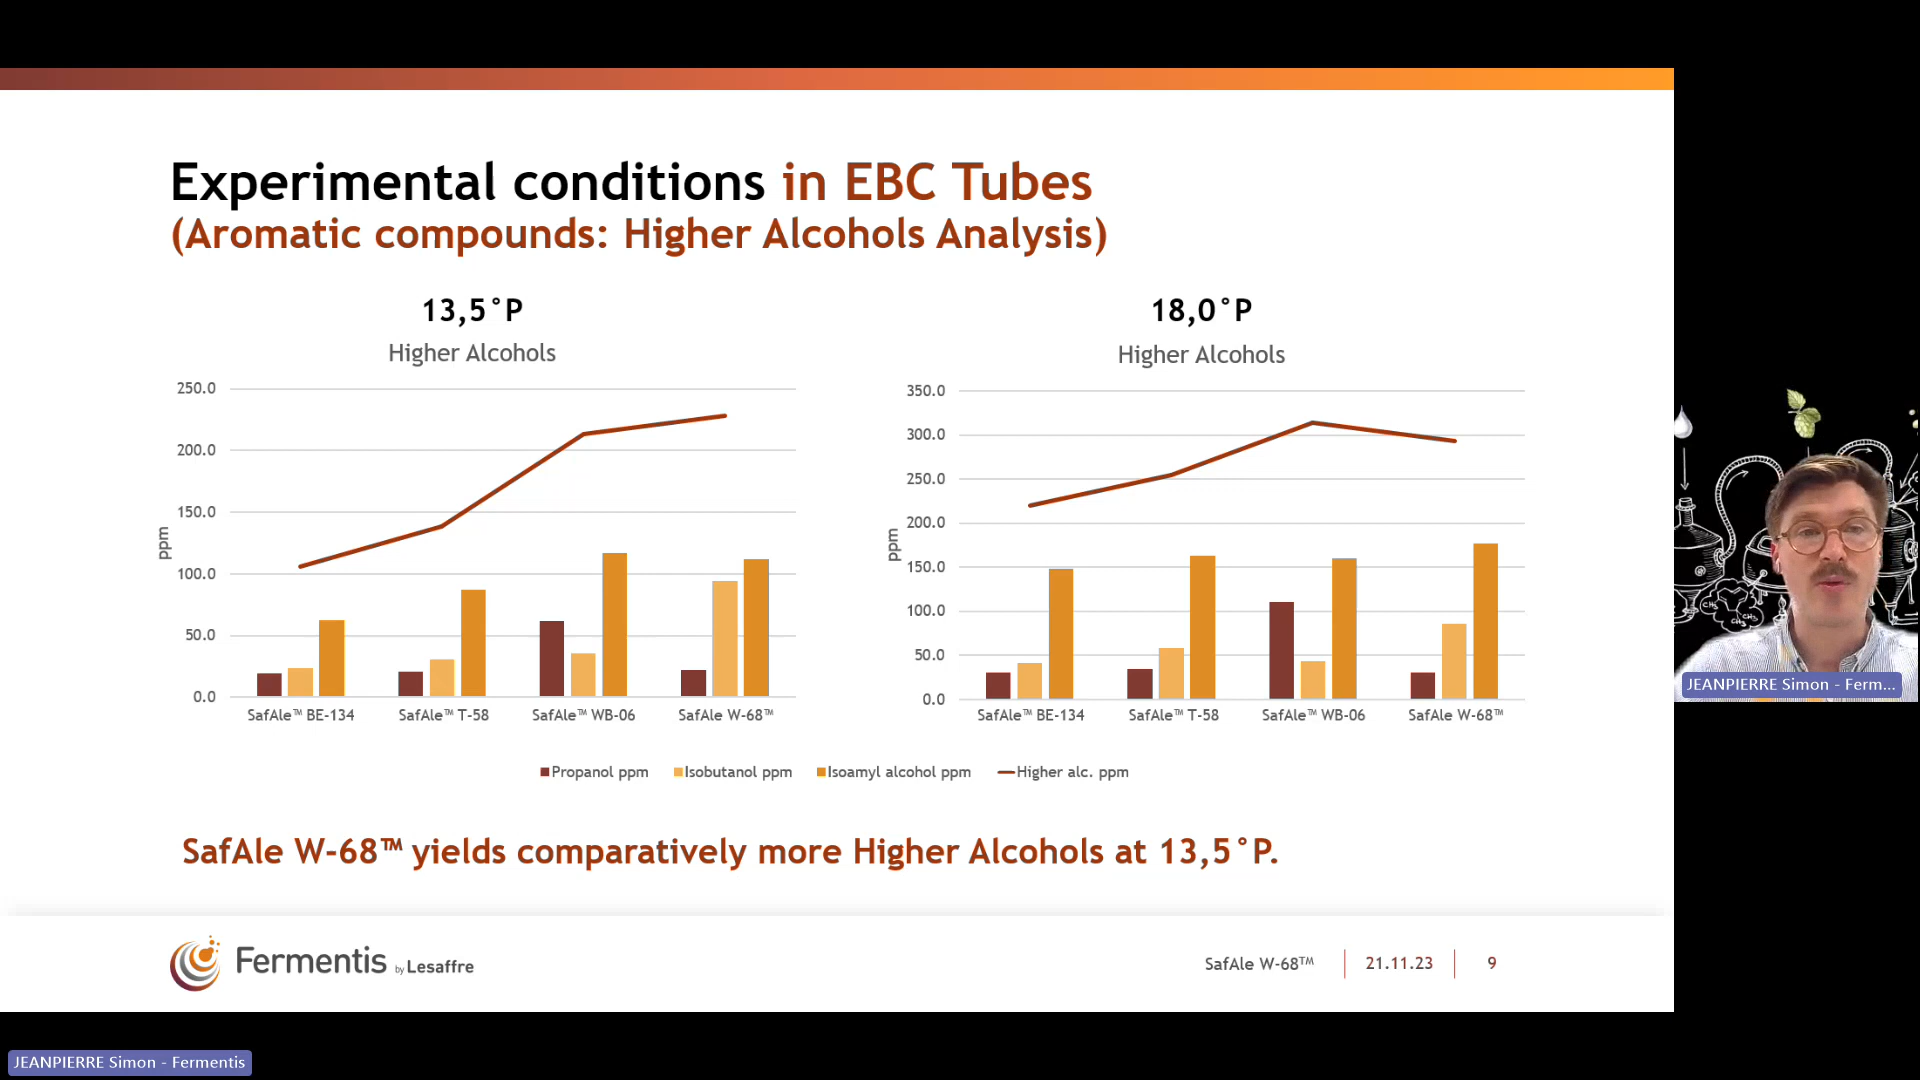 Experimental conditions in EBC Tubes
(Aromatic compounds: Higher Alcohols Analysis)
13,5°P
Higher Alcohols
250.0
200.0
150.0
100.0
50.0
0.0
ppm
SafAle™ BE-134
SafAle™ T-58
SafAle™ WB-06
SafAle W-68™
18,0°P
Higher Alcohols
350.0
300.0
250.0
200.0
150.0
100.0
50.0
0.0
ppm
SafAle™ BE-134
SafAle™ T-58
SafAle™ WB-06
SafAle W-68™
Propanol ppm
Isobutanol ppm
Isoamyl alcohol ppm
Higher alc. ppm
SafAle W-68™ yields comparatively more Higher Alcohols at 13,5°P.
Fermentis by Lesaffre
SafAle W-68™
21.11.23
9
CH₃
CH₃
CH₃
JEANPIERRE Simon - Ferm...
JEANPIERRE Simon - Fermentis